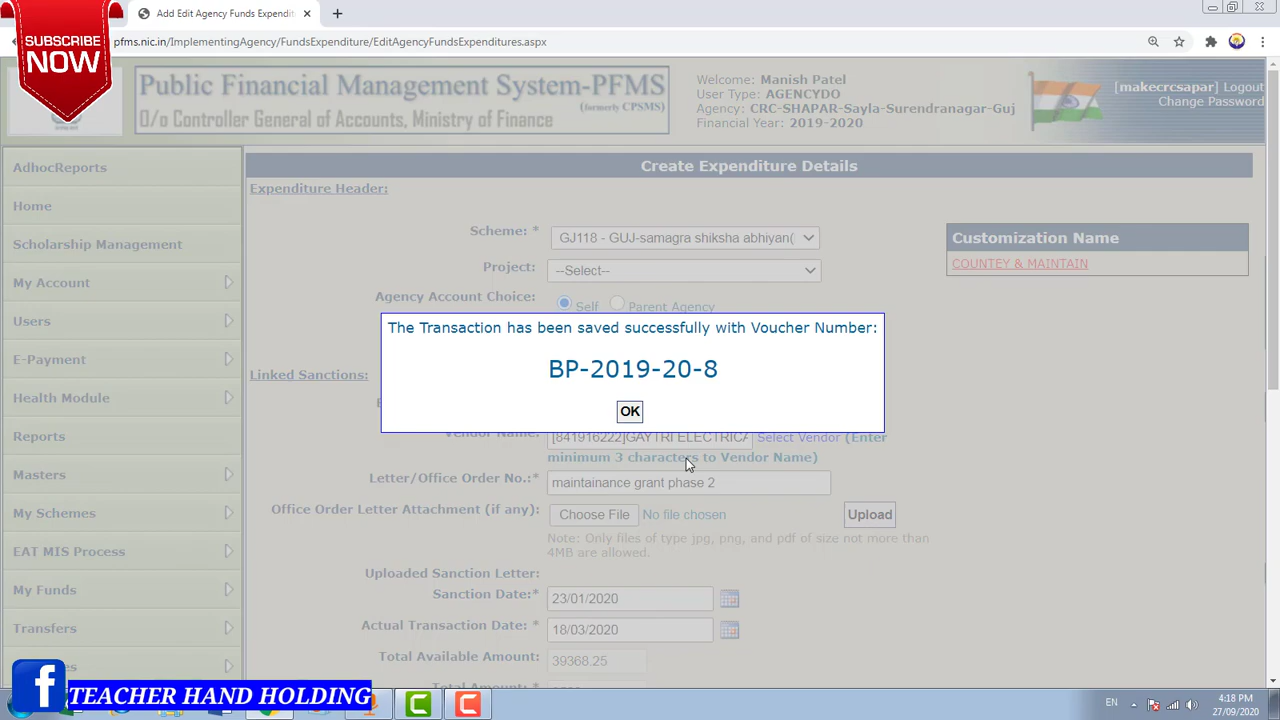 SUBSCRIBE
NOW
Add Edit Agency Funds Expendit
pfms.nic.in/ImplementingAgency/FundsExpenditure/EditAgencyFundsExpenditures.aspx
Public Financial Management System-PFMS
(formerly CPSMS)
O/o Controller General of Accounts, Ministry of Finance
Welcome: Manish Patel
User Type: AGENCYDO
Agency: CRC-SHAPAR-Sayla-Surendranagar-Guj
Financial Year: 2019-2020
[makecrcsapar] Logout
Change Password
AdhocReports
Home
Scholarship Management
My Account
Users
E-Payment
Health Module
Reports
Masters
My Schemes
EAT MIS Process
My Funds
Transfers
Create Expenditure Details
Expenditure Header:
Scheme: * GJ118 - GUJ-samagra shiksha abhiyan(
Project: --Select--
Agency Account Choice: Self Parent Agency
Customization Name
COUNTEY & MAINTAIN
The Transaction has been saved successfully with Voucher Number:
BP-2019-20-8
OK
Linked Sanctions:
Vendor Name: [841916222]GAYTRI ELECTRICA Select Vendor (Enter
minimum 3 characters to Vendor Name)
Letter/Office Order No.:* maintainance grant phase 2
Office Order Letter Attachment (if any): Choose File No file chosen Upload
Note: Only files of type jpg, png, and pdf of size not more than
4MB are allowed.
Uploaded Sanction Letter:
Sanction Date:* 23/01/2020
Actual Transaction Date: * 18/03/2020
Total Available Amount: 39368.25
Total Amount:
f TEACHER HAND HOLDING
EN
4:18 PM
27/09/2020